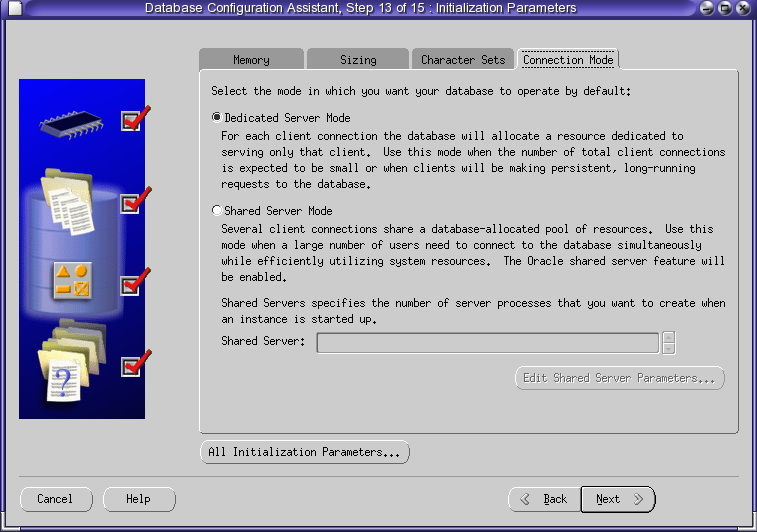 Database Configuration Assistant, Step 13 of 15 : Initialization Parameters
Memory
Sizing
Character Sets
Connection Mode
Select the mode in which you want your database to operate by default:
Dedicated Server Mode
For each client connection the database will allocate a resource dedicated to
serving only that client.  Use this mode when the number of total client connections
is expected to be small or when clients will be making persistent, long-running
requests to the database.
Shared Server Mode
Several client connections share a database-allocated pool of resources.  Use this
mode when a large number of users need to connect to the database simultaneously
while efficiently utilizing system resources.  The Oracle shared server feature will
be enabled.
Shared Servers specifies the number of server processes that you want to create when
an instance is started up.
Shared Server:
Edit Shared Server Parameters...
All Initialization Parameters...
Cancel
Help
Back
Next